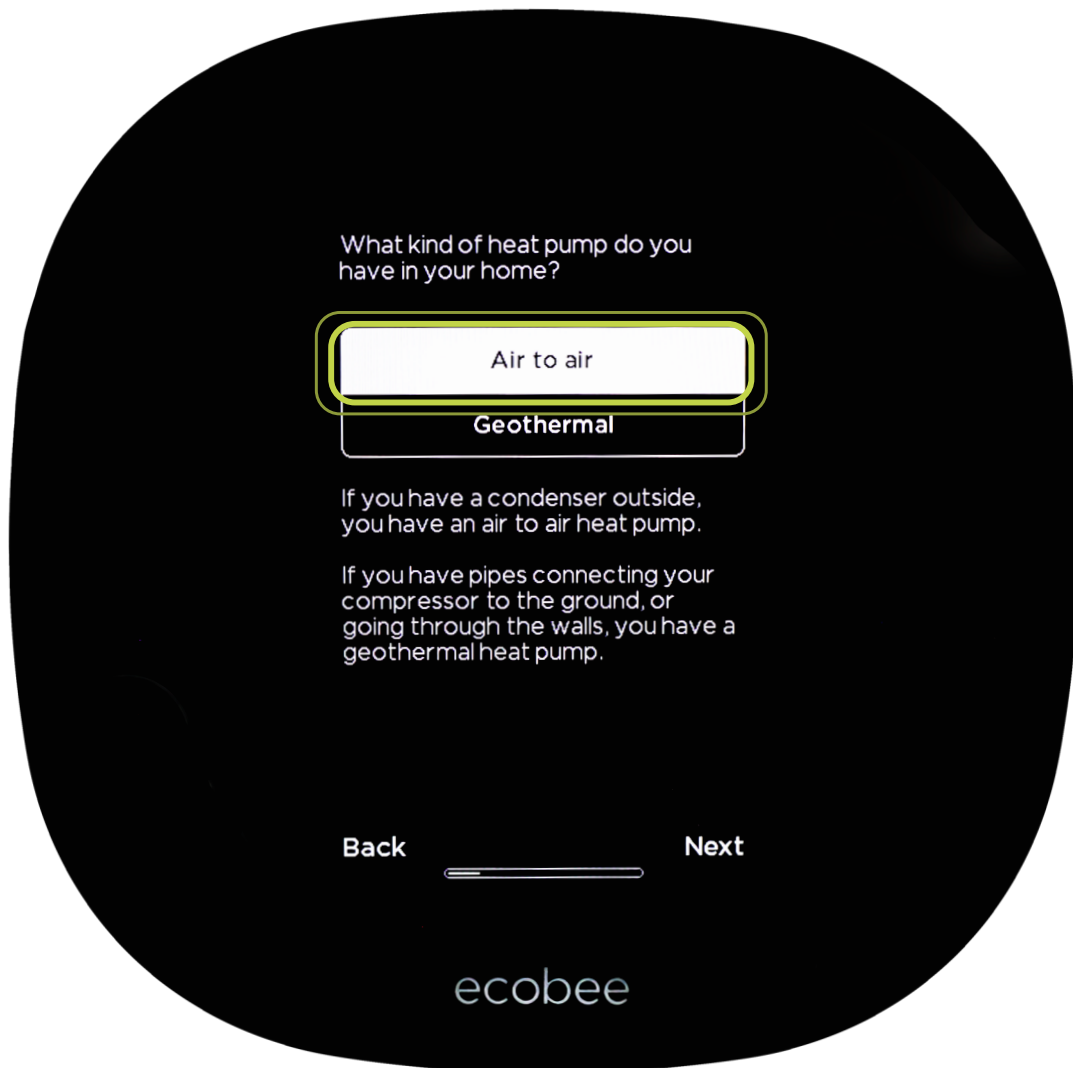 What kind of heat pump do you
have in your home?
Air to air
Geothermal
If you have a condenser outside,
you have an air to air heat pump.
If you have pipes connecting your
compressor to the ground, or
going through the walls, you have a
geothermal heat pump.
Back
Next
ecobee